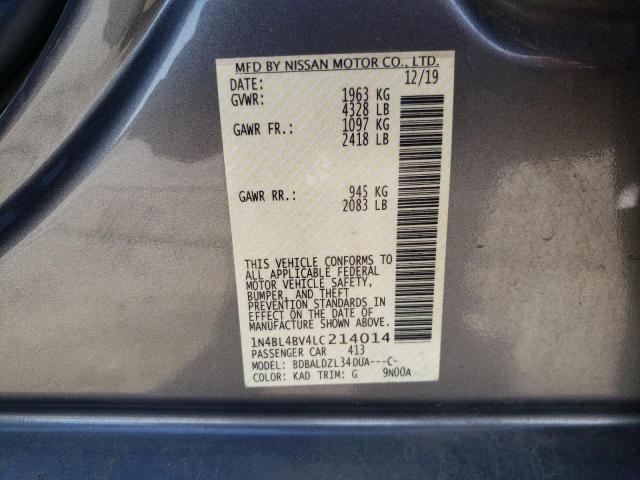 MFD BY NISSAN MOTOR CO., LTD.
DATE: 12/19
GVWR: 1963 KG
4328 LB
GAWR FR.: 1097 KG
2418 LB
GAWR RR.: 945 KG
2083 LB
THIS VEHICLE CONFORMS TO
ALL APPLICABLE FEDERAL
MOTOR VEHICLE SAFETY,
BUMPER, AND THEFT
PREVENTION STANDARDS IN
EFFECT ON THE DATE OF
MANUFACTURE SHOWN ABOVE.
1N4BL4BV4LC214014
PASSENGER CAR 413
MODEL: BDBALDZL34DUA---C-
COLOR: KAD TRIM: G 9N00A